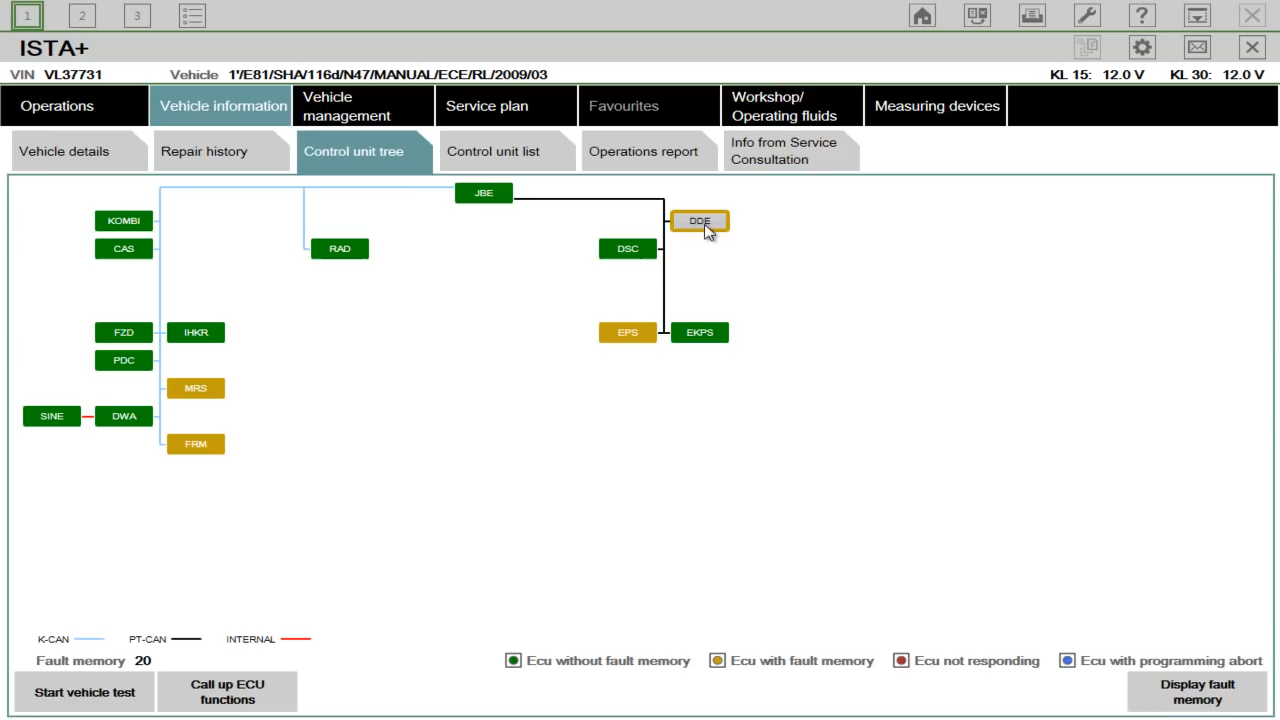 1 2 3
?
ISTA+
VIN VL37731 Vehicle 1'/E81/SHA/116d/N47/MANUAL/ECE/RL/2009/03 KL 15: 12.0 V KL 30: 12.0 V
Operations
Vehicle information
Vehicle
management
Service plan
Favourites
Workshop/
Operating fluids
Measuring devices
Vehicle details
Repair history
Control unit tree
Control unit list
Operations report
Info from Service
Consultation
JBE
KOMBI
DDE
CAS
RAD
DSC
FZD
IHKR
EPS
EKPS
PDC
MRS
SINE
DWA
FRM
K-CAN PT-CAN INTERNAL
Fault memory 20
Ecu without fault memory
Ecu with fault memory
Ecu not responding
Ecu with programming abort
Start vehicle test
Call up ECU
functions
Display fault
memory